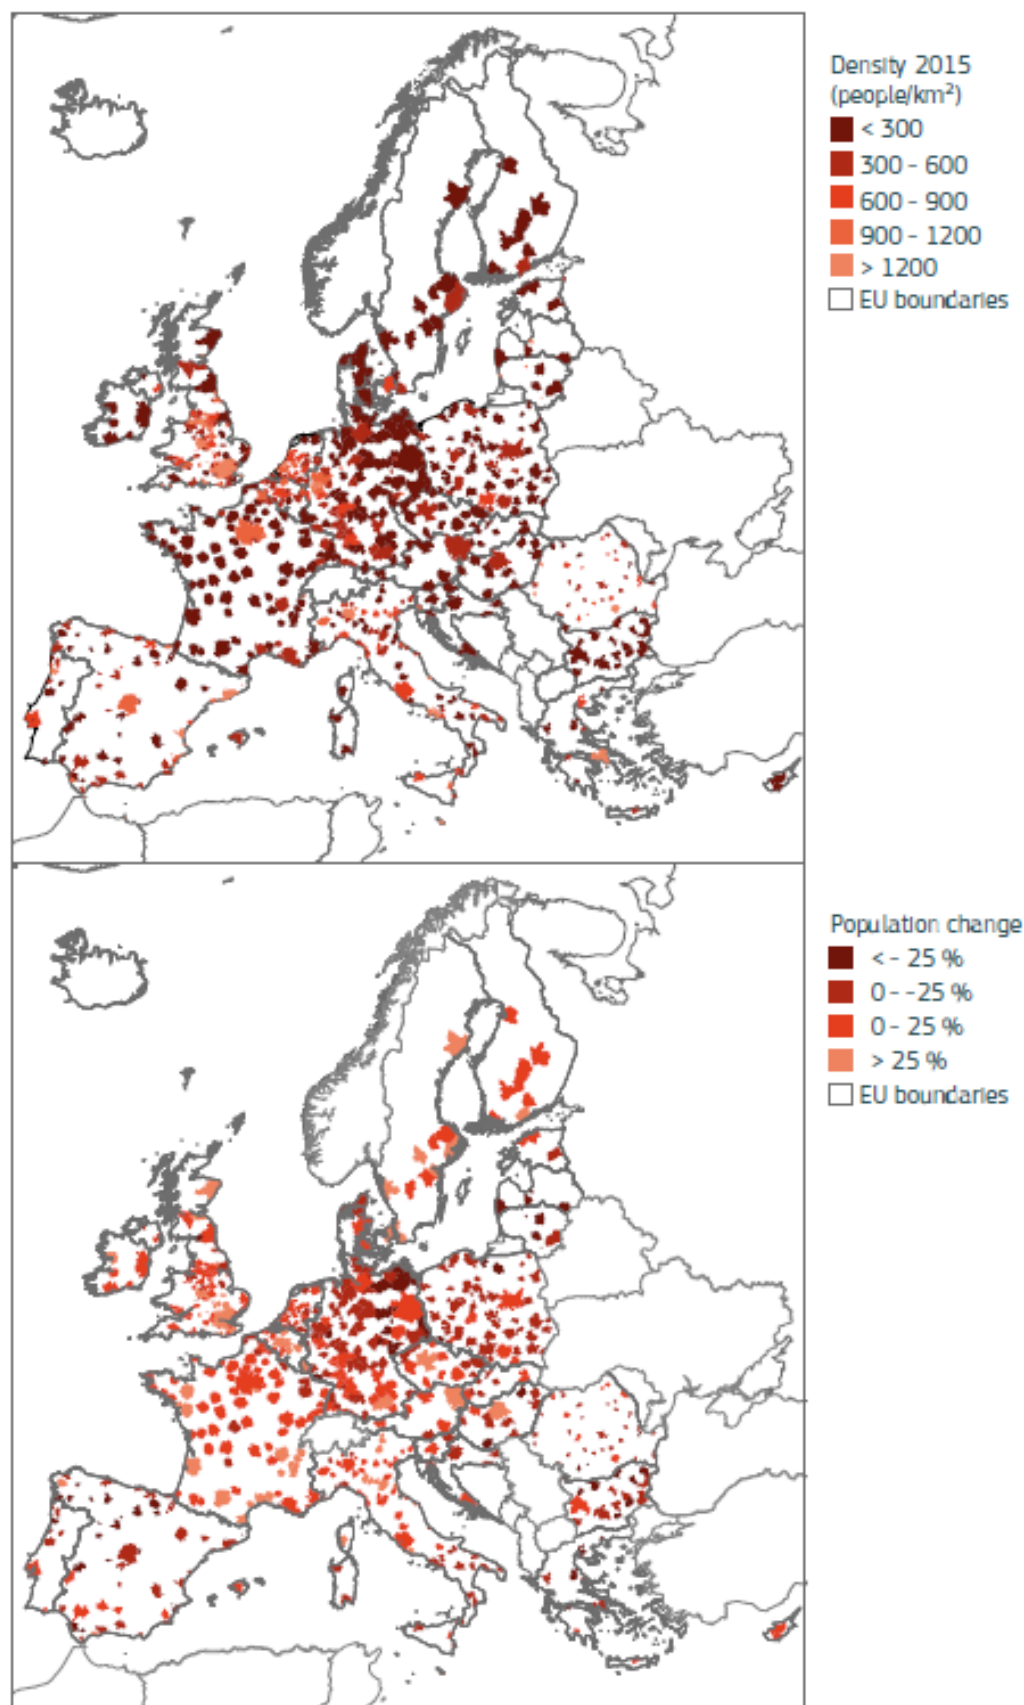 Density 2015
(people/km²)
< 300
300 - 600
600 - 900
900 - 1200
> 1200
EU boundaries
Population change
< - 25 %
0 - -25 %
0 - 25 %
> 25 %
EU boundaries